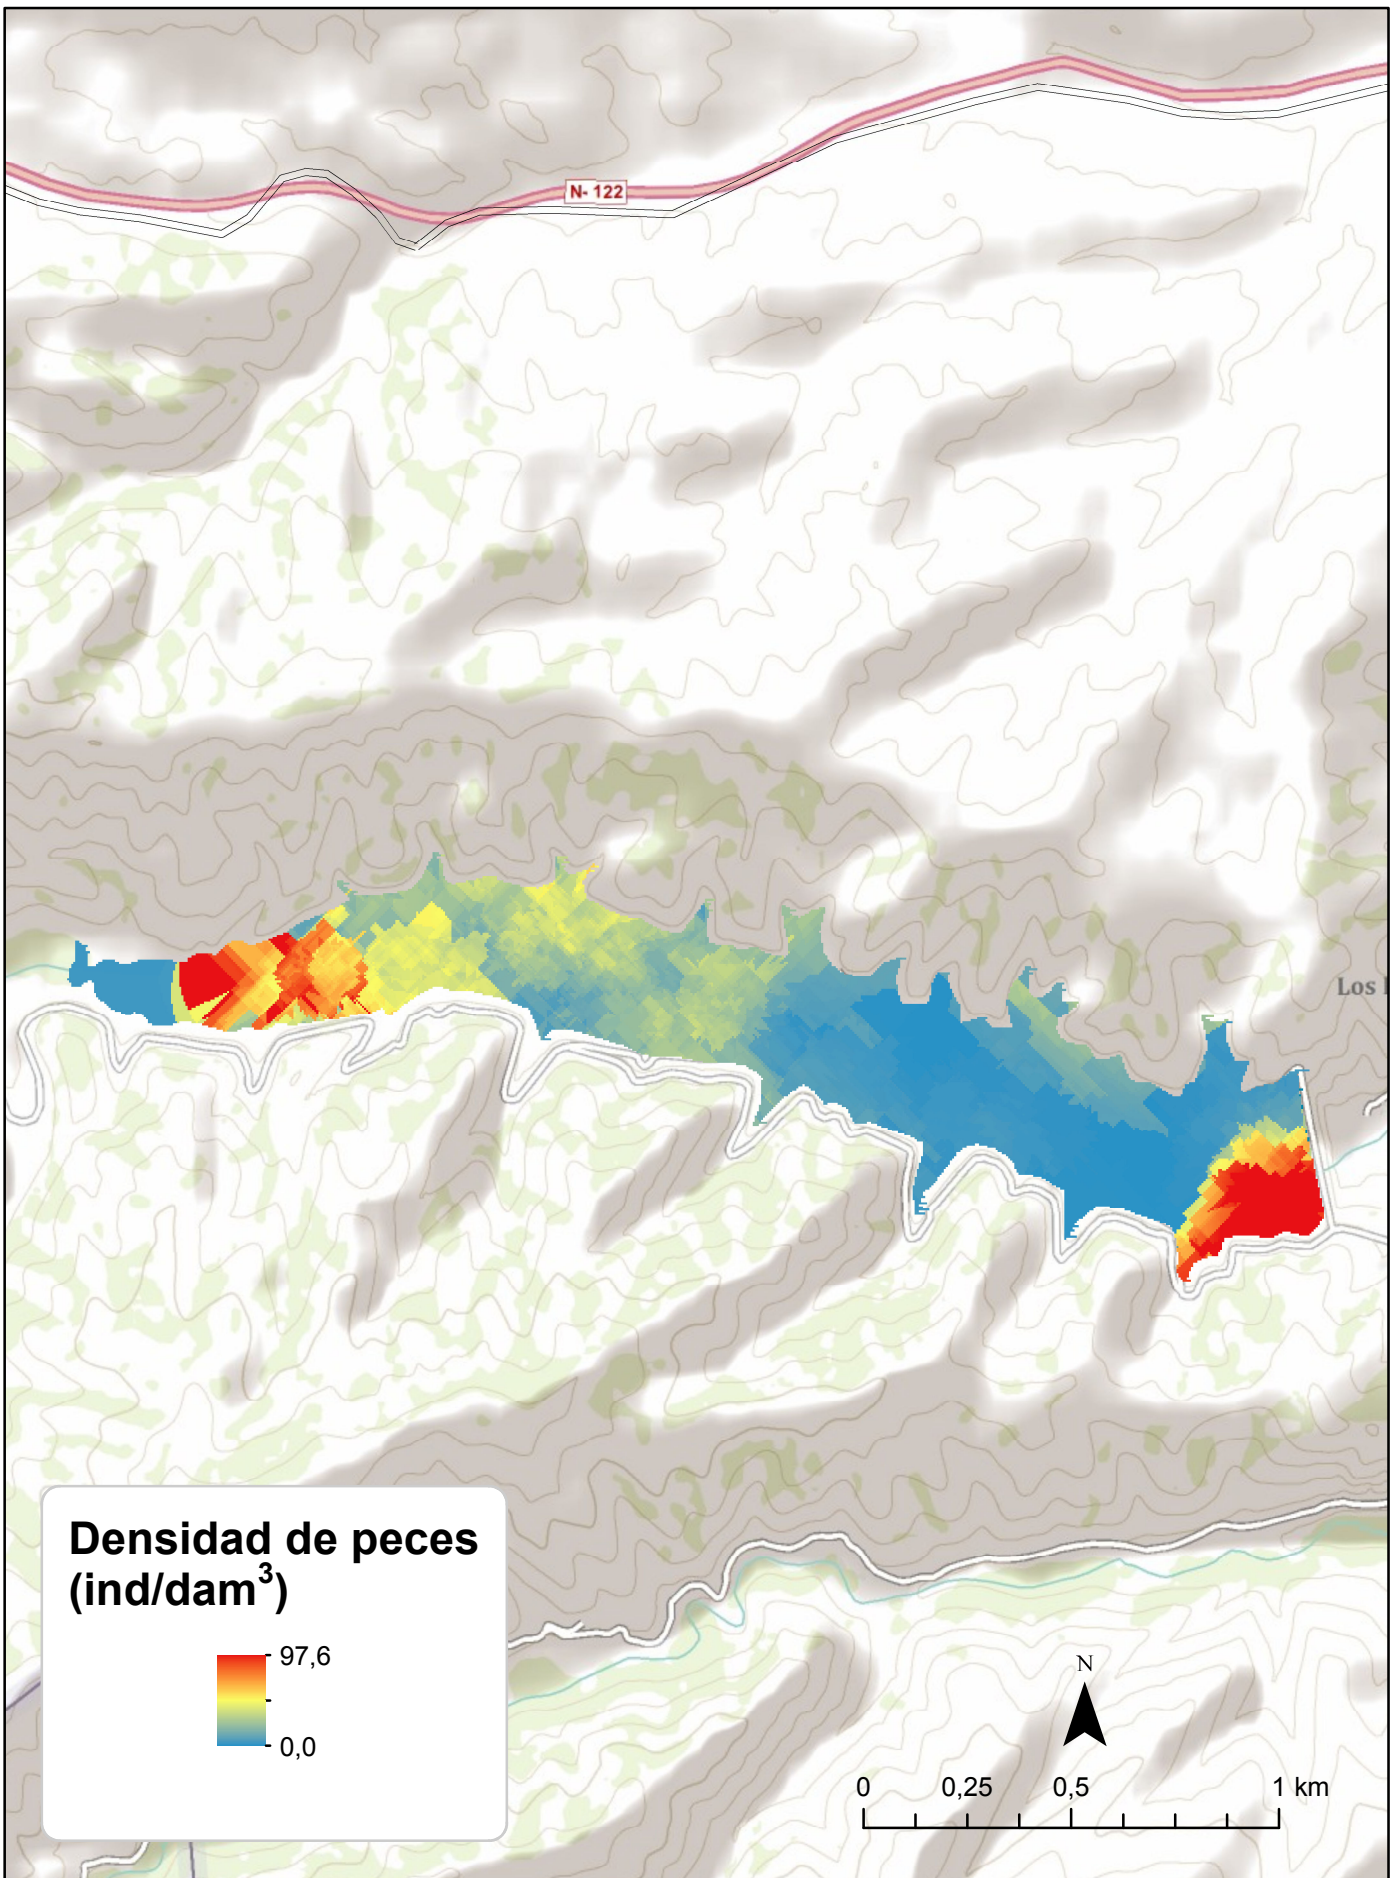 N- 122
Los
Densidad de peces
(ind/dam³)
97,6
0,0
N
0 0,25 0,5 1 km